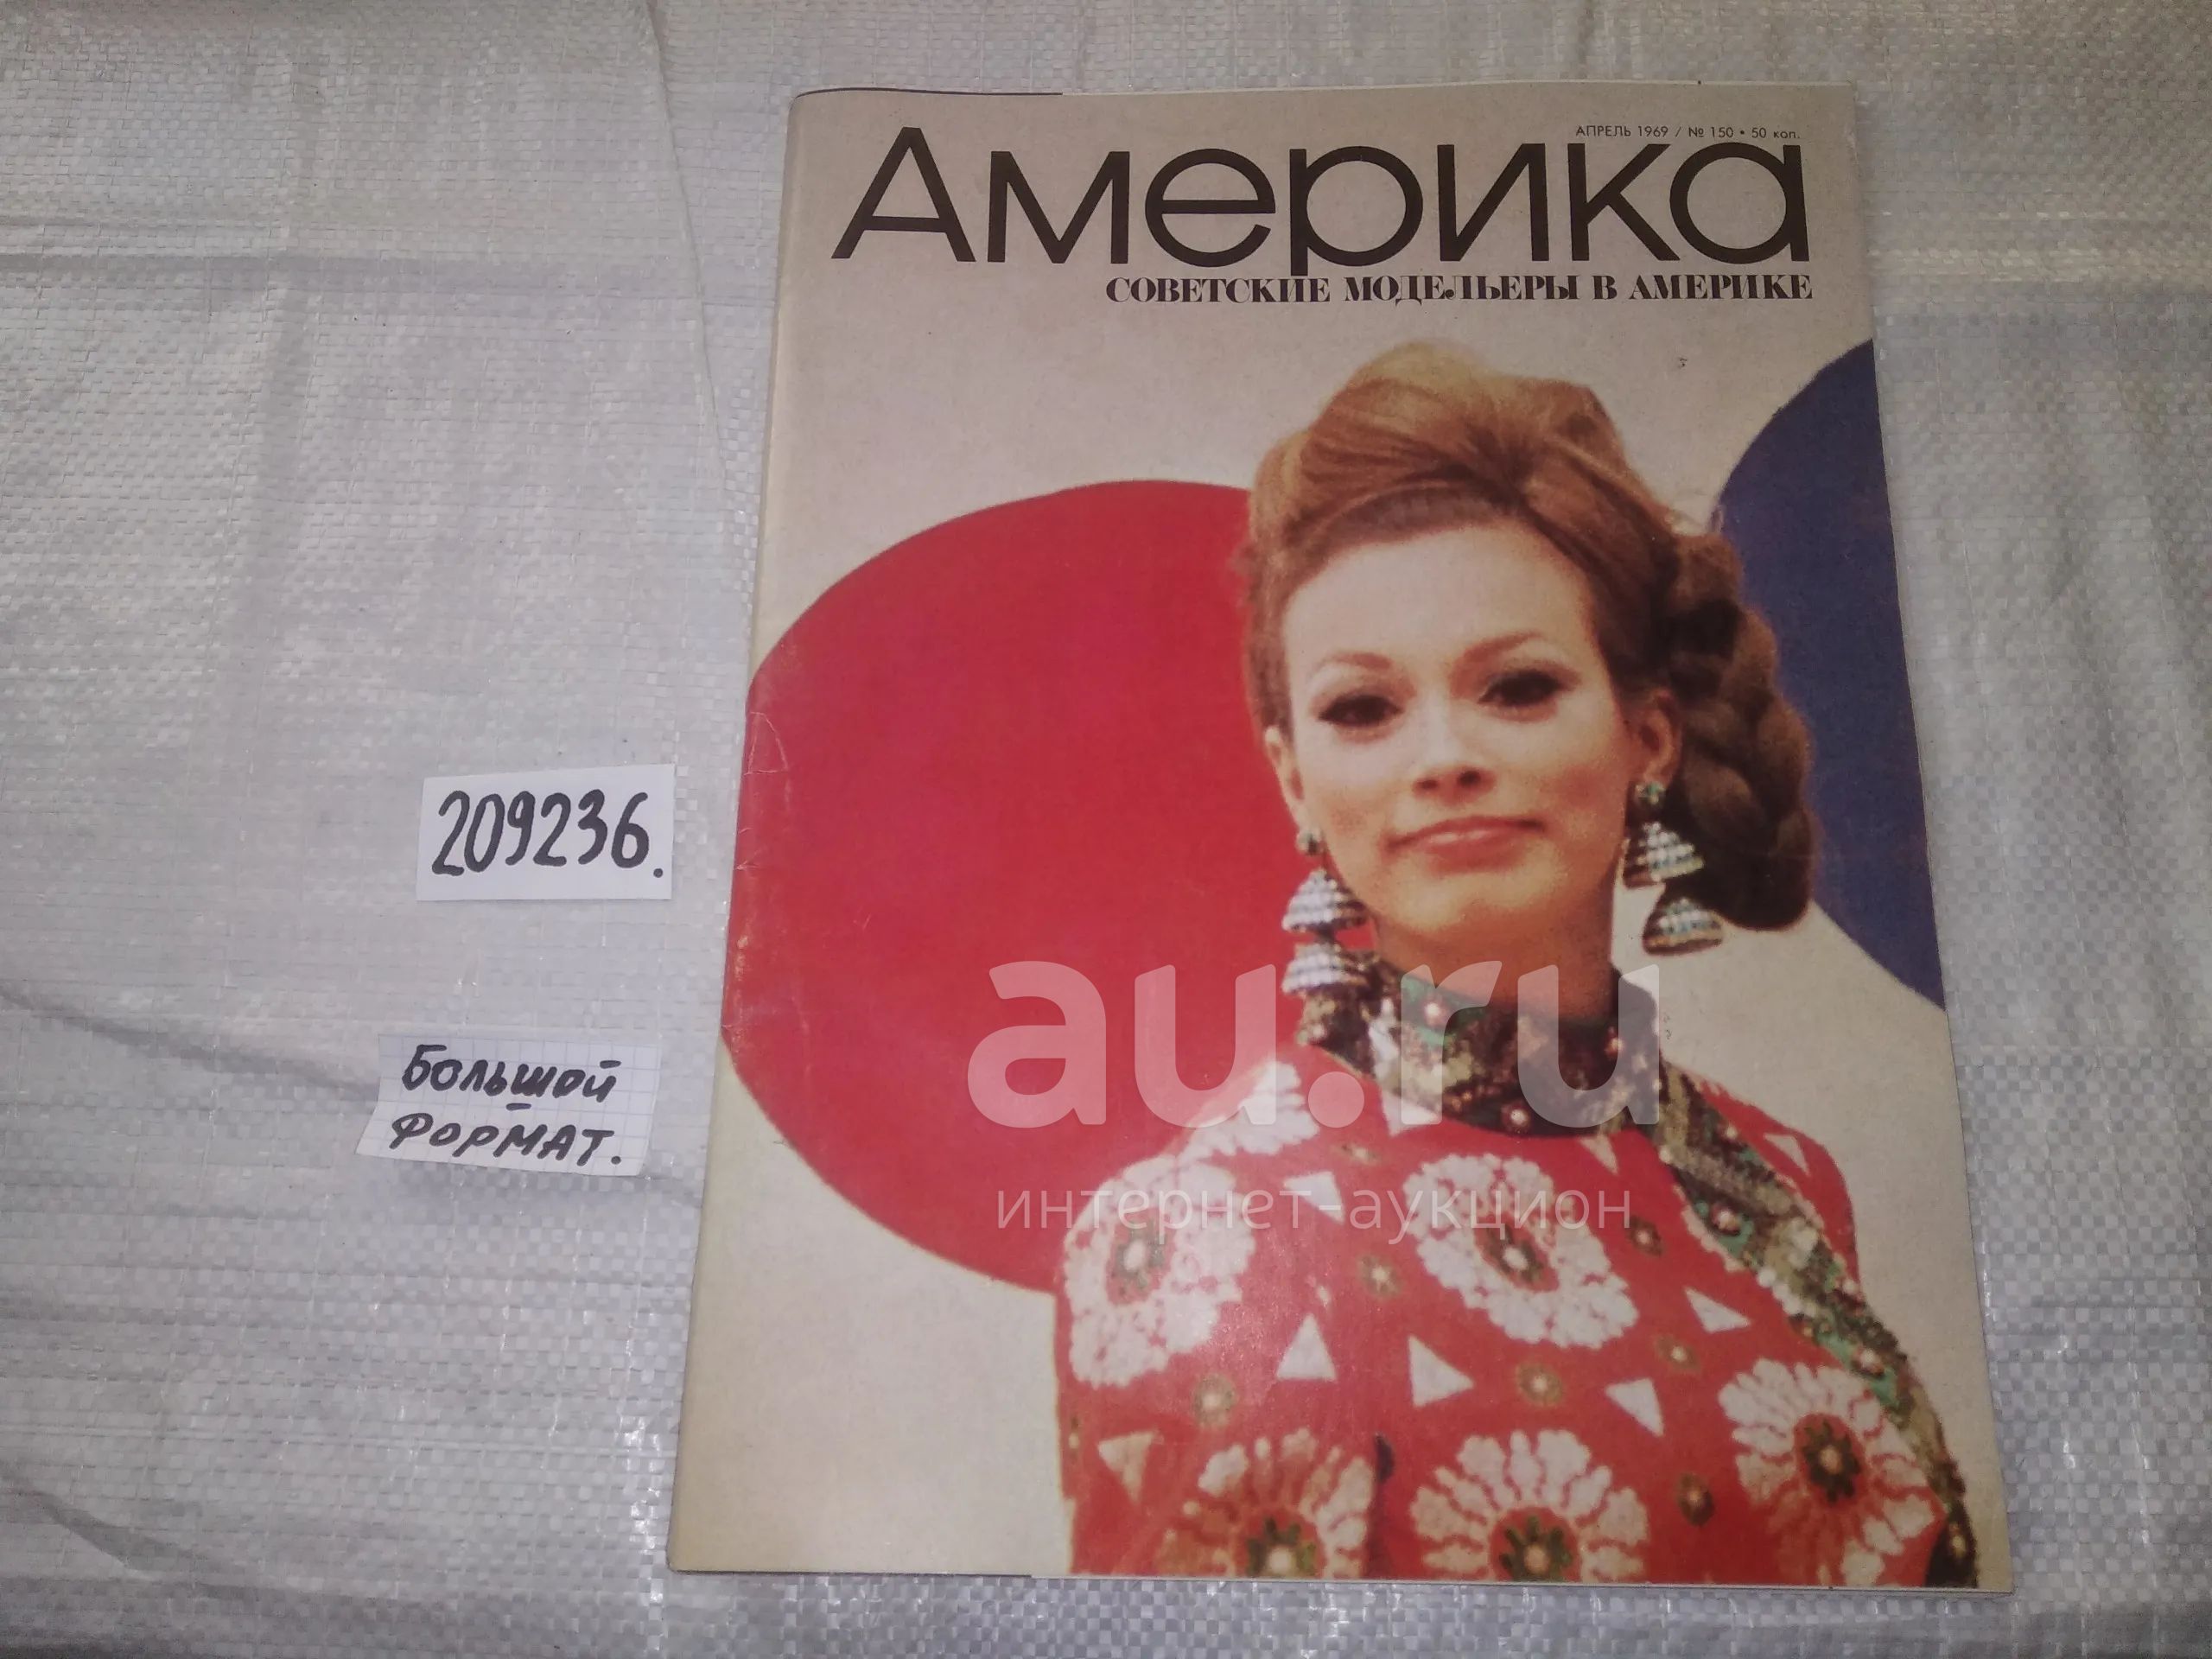 АПРЕЛЬ 1969 / № 150 • 50 коп.
Америка
СОВЕТСКИЕ МОДЕЛЬЕРЫ В АМЕРИКЕ
209236.
Большой
формат.
au.ru
интернет-аукцион